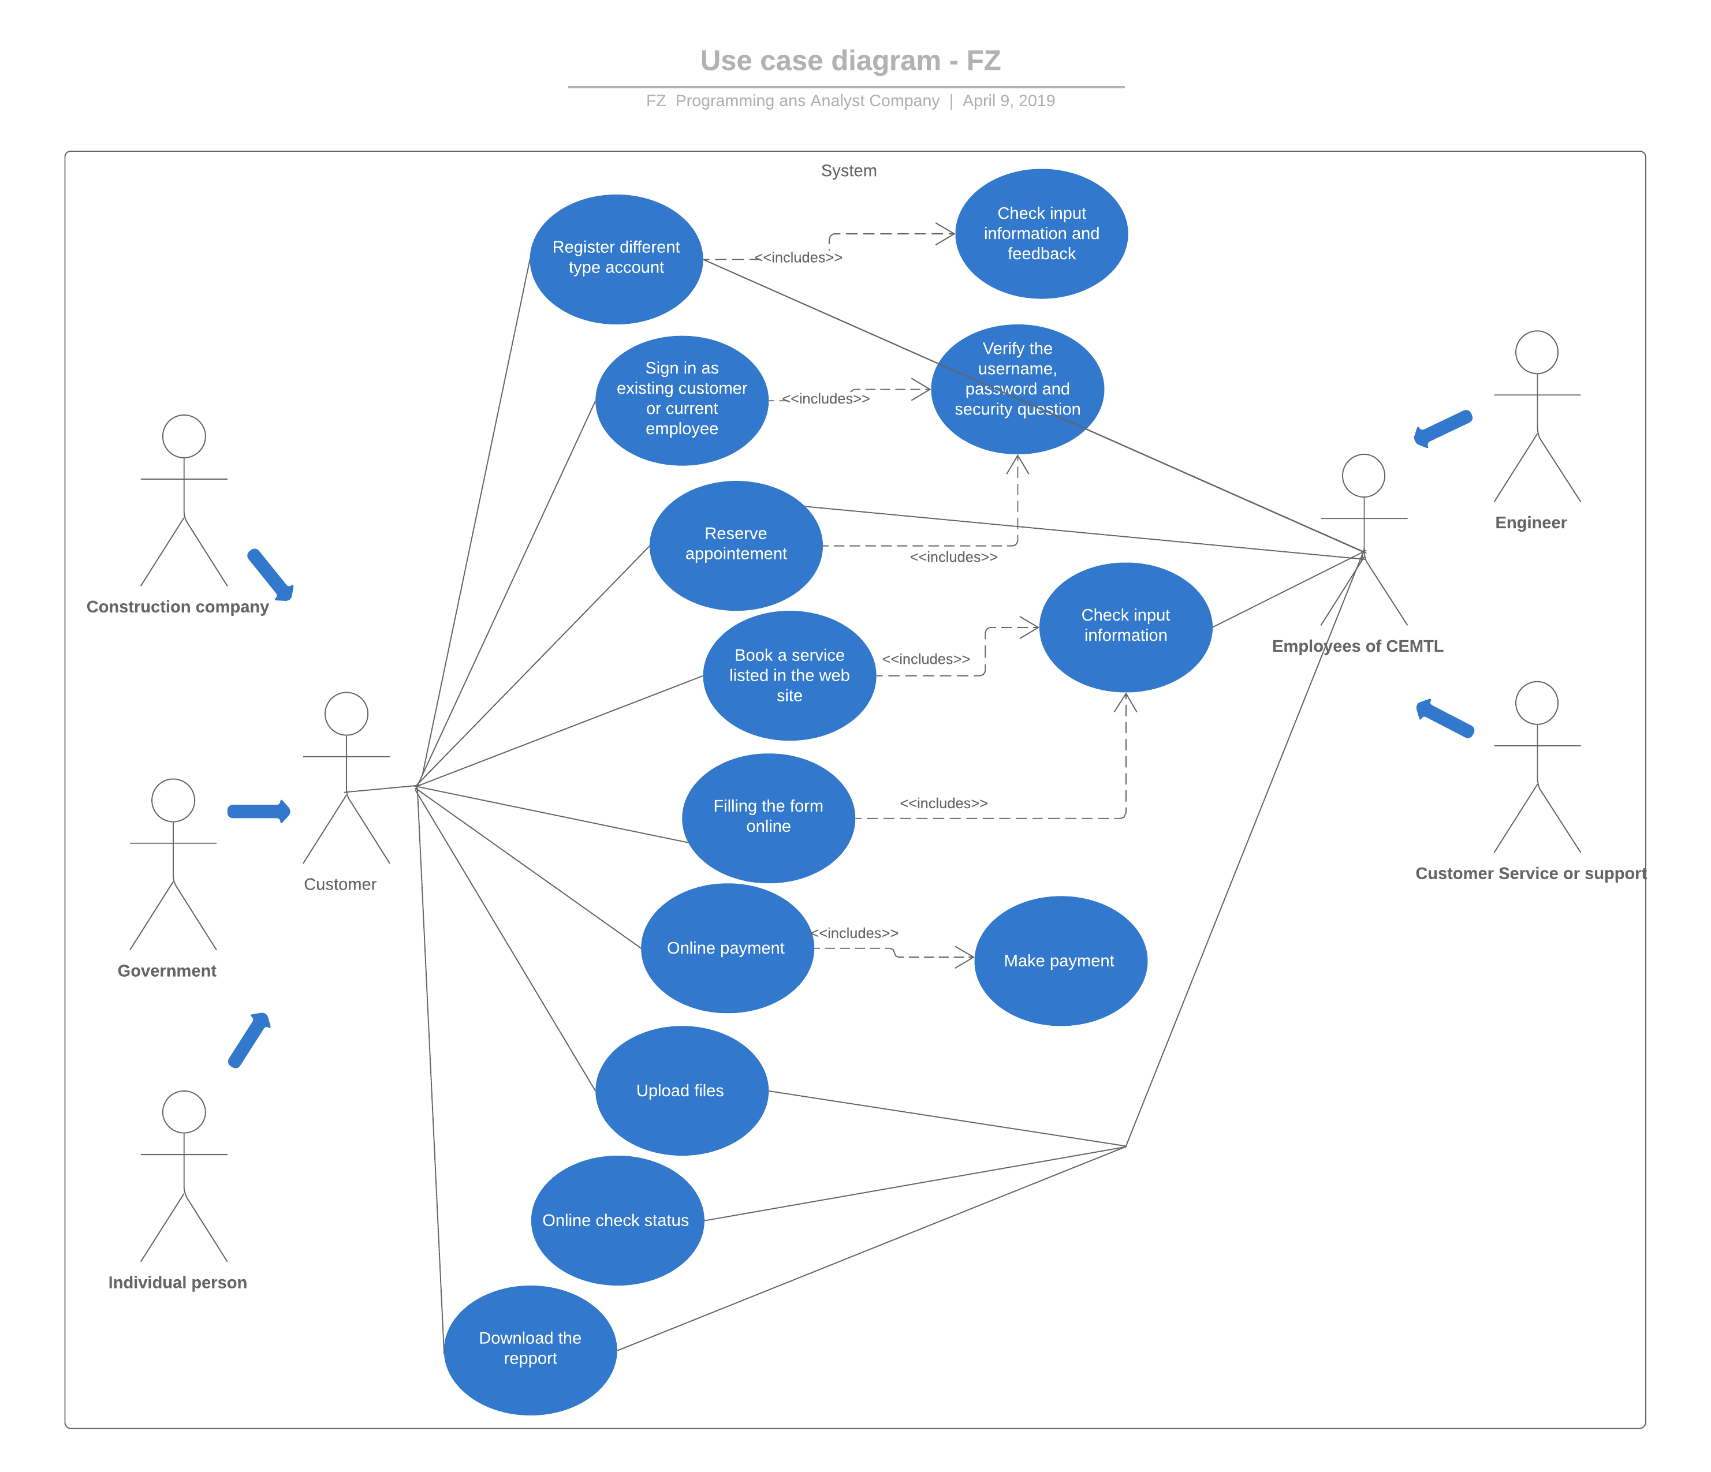 Use case diagram - FZ
FZ Programming ans Analyst Company | April 9, 2019
System
Check input
information and
feedback
Register different
type account
<<includes>>
Verify the
username,
password and
security question
Sign in as
existing customer
or current
employee
<<includes>>
Engineer
Reserve
appointement
<<includes>>
Construction company
Check input
information
Employees of CEMTL
Book a service
listed in the web
site
<<includes>>
Filling the form
online
<<includes>>
Customer
Customer Service or support
Online payment
<<includes>>
Make payment
Government
Upload files
Online check status
Individual person
Download the
repport